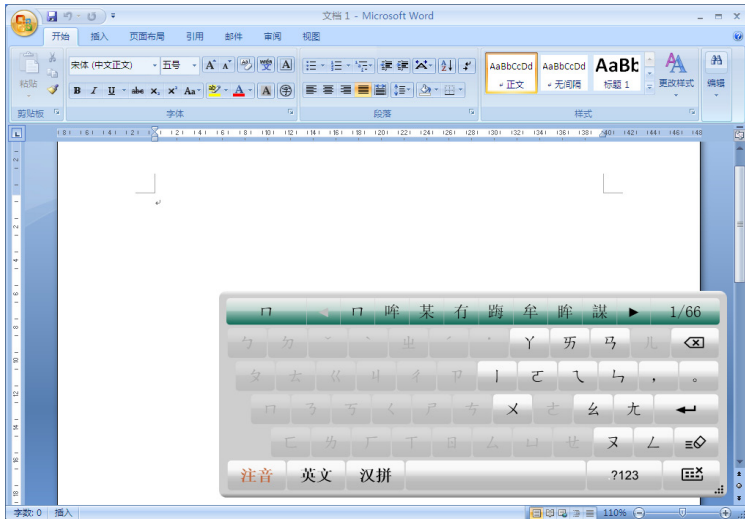 文档 1 - Microsoft Word
开始 插入 页面布局 引用 邮件 审阅 视图
宋体 (中文正文) 五号
AaBbCcDd AaBbCcDd AaBb
正文 无间隔 标题 1
粘贴 更改样式 编辑
剪贴板 字体 段落 样式
ㄇ ◀ ㄇ 哞 某 冇 踇 牟 眸 謀 ▶ 1/66
ㄅ ㄉ ˇ ˋ ㄓ ˊ ˙ ㄚ ㄞ ㄢ ㄦ
ㄆ ㄊ ㄍ ㄐ ㄔ ㄗ ㄧ ㄛ ㄟ ㄣ , 。
ㄇ ㄋ ㄎ ㄑ ㄕ ㄘ ㄨ ㄜ ㄠ ㄤ
ㄈ ㄌ ㄏ ㄒ ㄖ ㄙ ㄩ ㄝ ㄡ ㄥ
注音 英文 汉拼 ?123
字数: 0 插入 110%